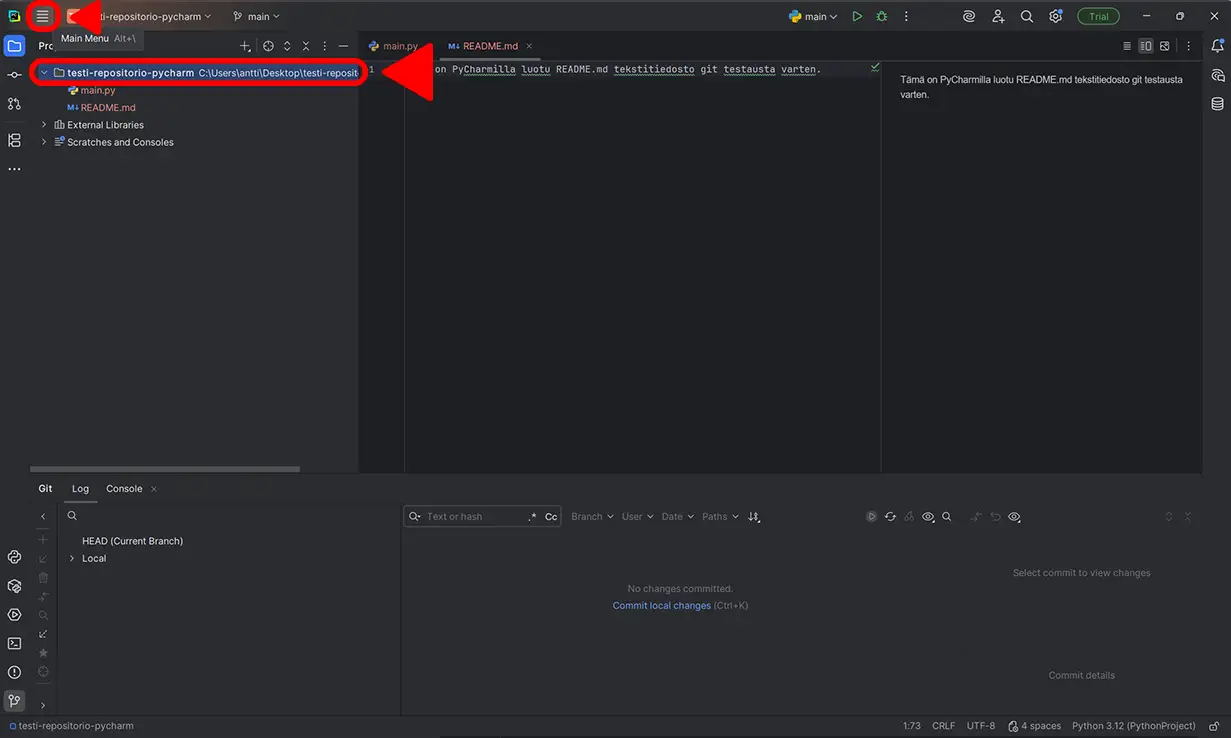 ti-repositorio-pycharm
main
main
Trial
Main Menu Alt+\
main.py
README.md
testi-repositorio-pycharm C:\Users\antti\Desktop\testi-reposit
main.py
README.md
External Libraries
Scratches and Consoles
1
on PyCharmilla luotu README.md tekstitiedosto git testausta varten.
Tämä on PyCharmilla luotu README.md tekstitiedosto git testausta
varten.
Git Log Console
Text or hash .* Cc Branch User Date Paths
HEAD (Current Branch)
Local
No changes committed.
Commit local changes (Ctrl+K)
Select commit to view changes
Commit details
testi-repositorio-pycharm
1:73 CRLF UTF-8 4 spaces Python 3.12 (PythonProject)